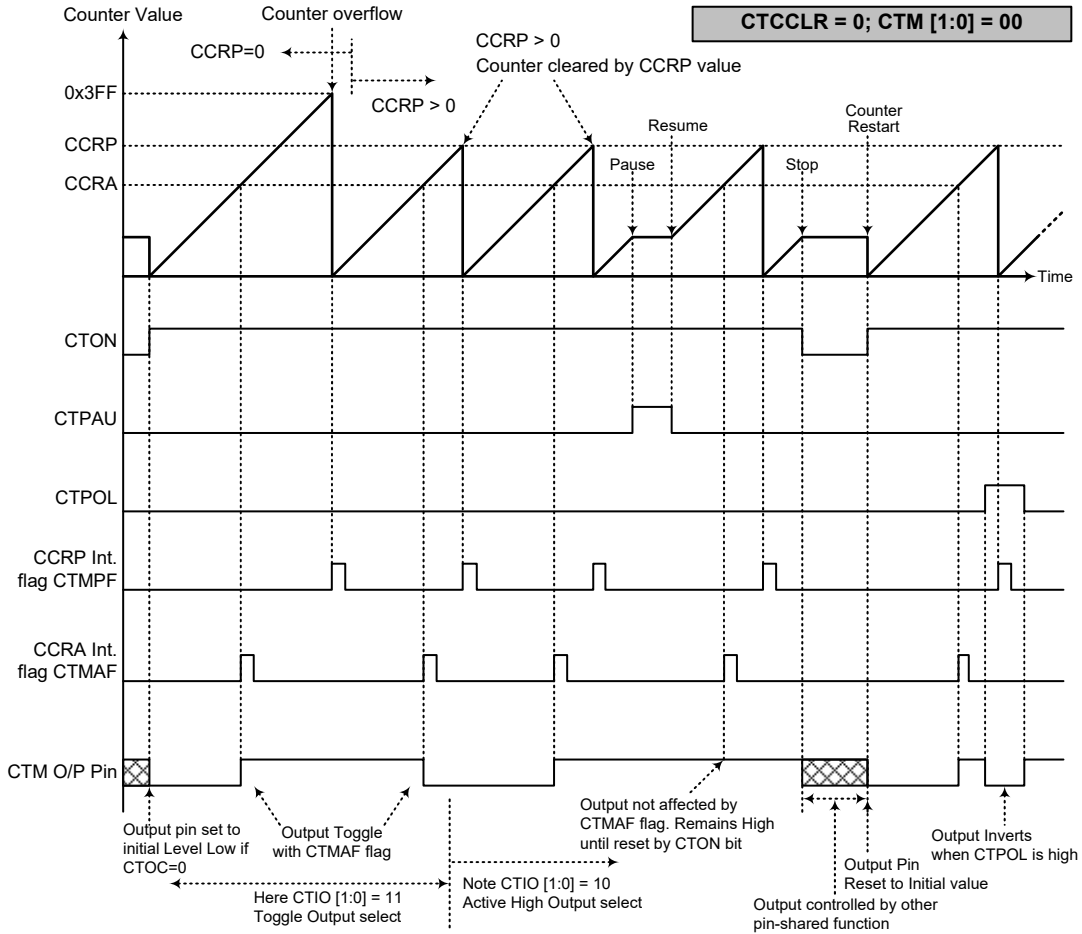 Counter Value
Counter overflow
CTCCLR = 0; CTM [1:0] = 00
CCRP=0
CCRP > 0
CCRP > 0
Counter cleared by CCRP value
0x3FF
CCRP
CCRA
Pause
Resume
Stop
Counter
Restart
Time
CTON
CTPAU
CTPOL
CCRP Int.
flag CTMPF
CCRA Int.
flag CTMAF
CTM O/P Pin
Output pin set to
initial Level Low if
CTOC=0
Output Toggle
with CTMAF flag
Here CTIO [1:0] = 11
Toggle Output select
Note CTIO [1:0] = 10
Active High Output select
Output not affected by
CTMAF flag. Remains High
until reset by CTON bit
Output Pin
Reset to Initial value
Output controlled by other
pin-shared function
Output Inverts
when CTPOL is high